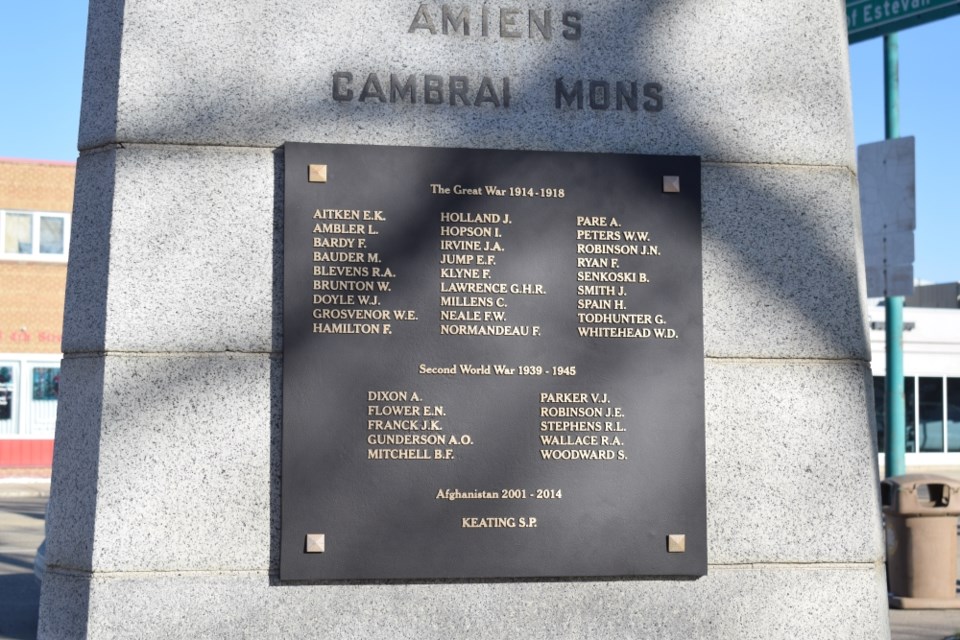 AMIENS
CAMBRAI MONS
of Estevan
The Great War 1914-1918
AITKEN E.K.
AMBLER L.
BARDY F.
BAUDER M.
BLEVENS R.A.
BRUNTON W.
DOYLE W.J.
GROSVENOR W.E.
HAMILTON F.
HOLLAND J.
HOPSON I.
IRVINE J.A.
JUMP E.F.
KLYNE F.
LAWRENCE G.H.R.
MILLENS C.
NEALE F.W.
NORMANDEAU F.
PARE A.
PETERS W.W.
ROBINSON J.N.
RYAN F.
SENKOSKI B.
SMITH J.
SPAIN H.
TODHUNTER G.
WHITEHEAD W.D.
Second World War 1939 - 1945
DIXON A.
FLOWER E.N.
FRANCK J.K.
GUNDERSON A.O.
MITCHELL B.F.
PARKER V.J.
ROBINSON J.E.
STEPHENS R.L.
WALLACE R.A.
WOODWARD S.
Afghanistan 2001 - 2014
KEATING S.P.